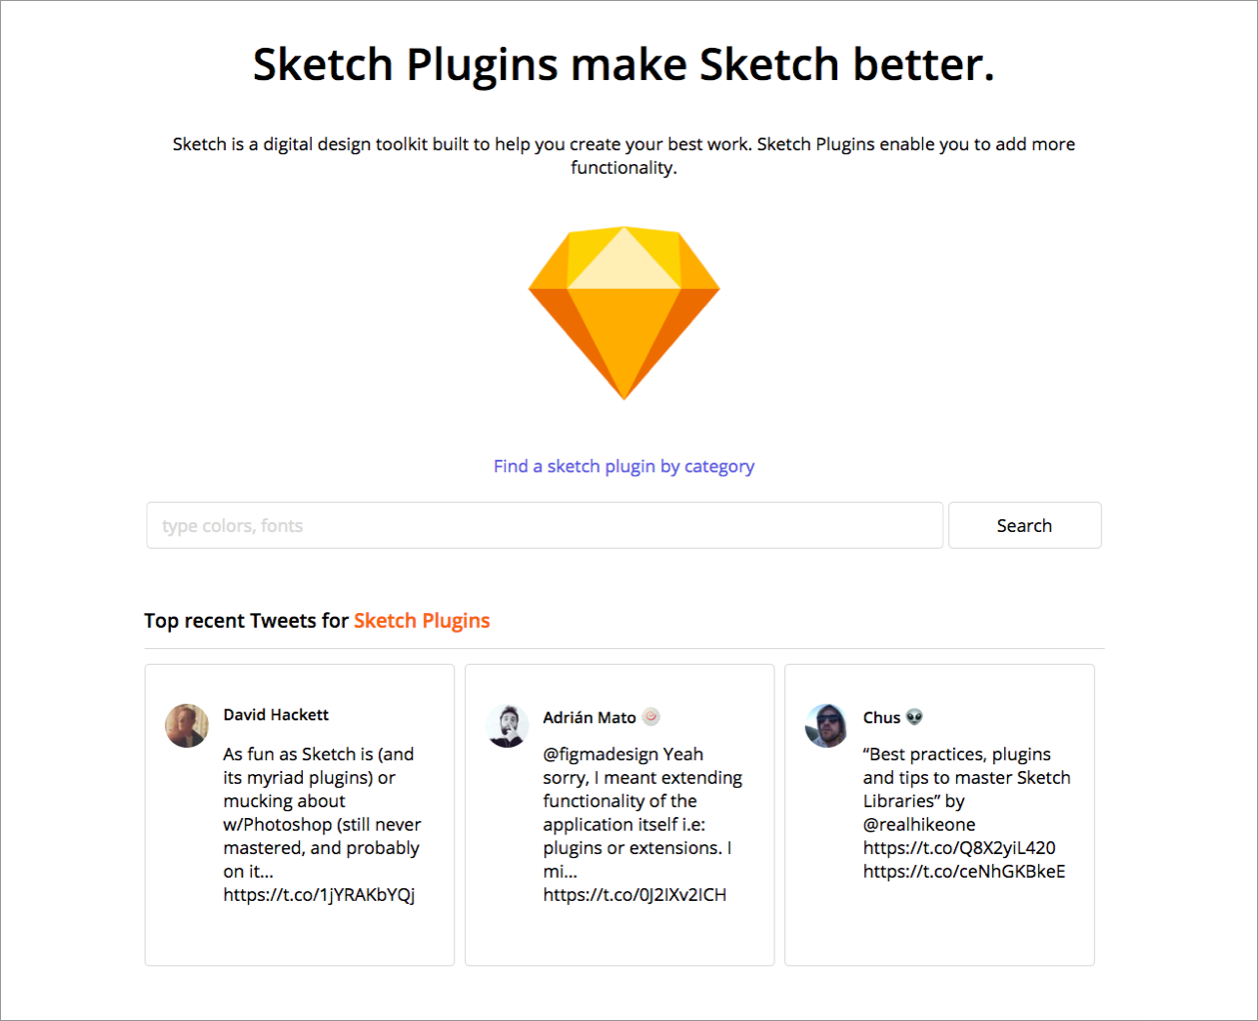 Sketch Plugins make Sketch better.
Sketch is a digital design toolkit built to help you create your best work. Sketch Plugins enable you to add more
functionality.
Find a sketch plugin by category
type colors, fonts
Search
Top recent Tweets for Sketch Plugins
David Hackett
As fun as Sketch is (and
its myriad plugins) or
mucking about
w/Photoshop (still never
mastered, and probably
on it…
https://t.co/1jYRAKbYQj
Adrián Mato 🍥
@figmadesign Yeah
sorry, I meant extending
functionality of the
application itself i.e:
plugins or extensions. I
mi…
https://t.co/0J2IXv2ICH
Chus 👽
“Best practices, plugins
and tips to master Sketch
Libraries” by
@realhikeone
https://t.co/Q8X2yiL420
https://t.co/ceNhGKBkeE